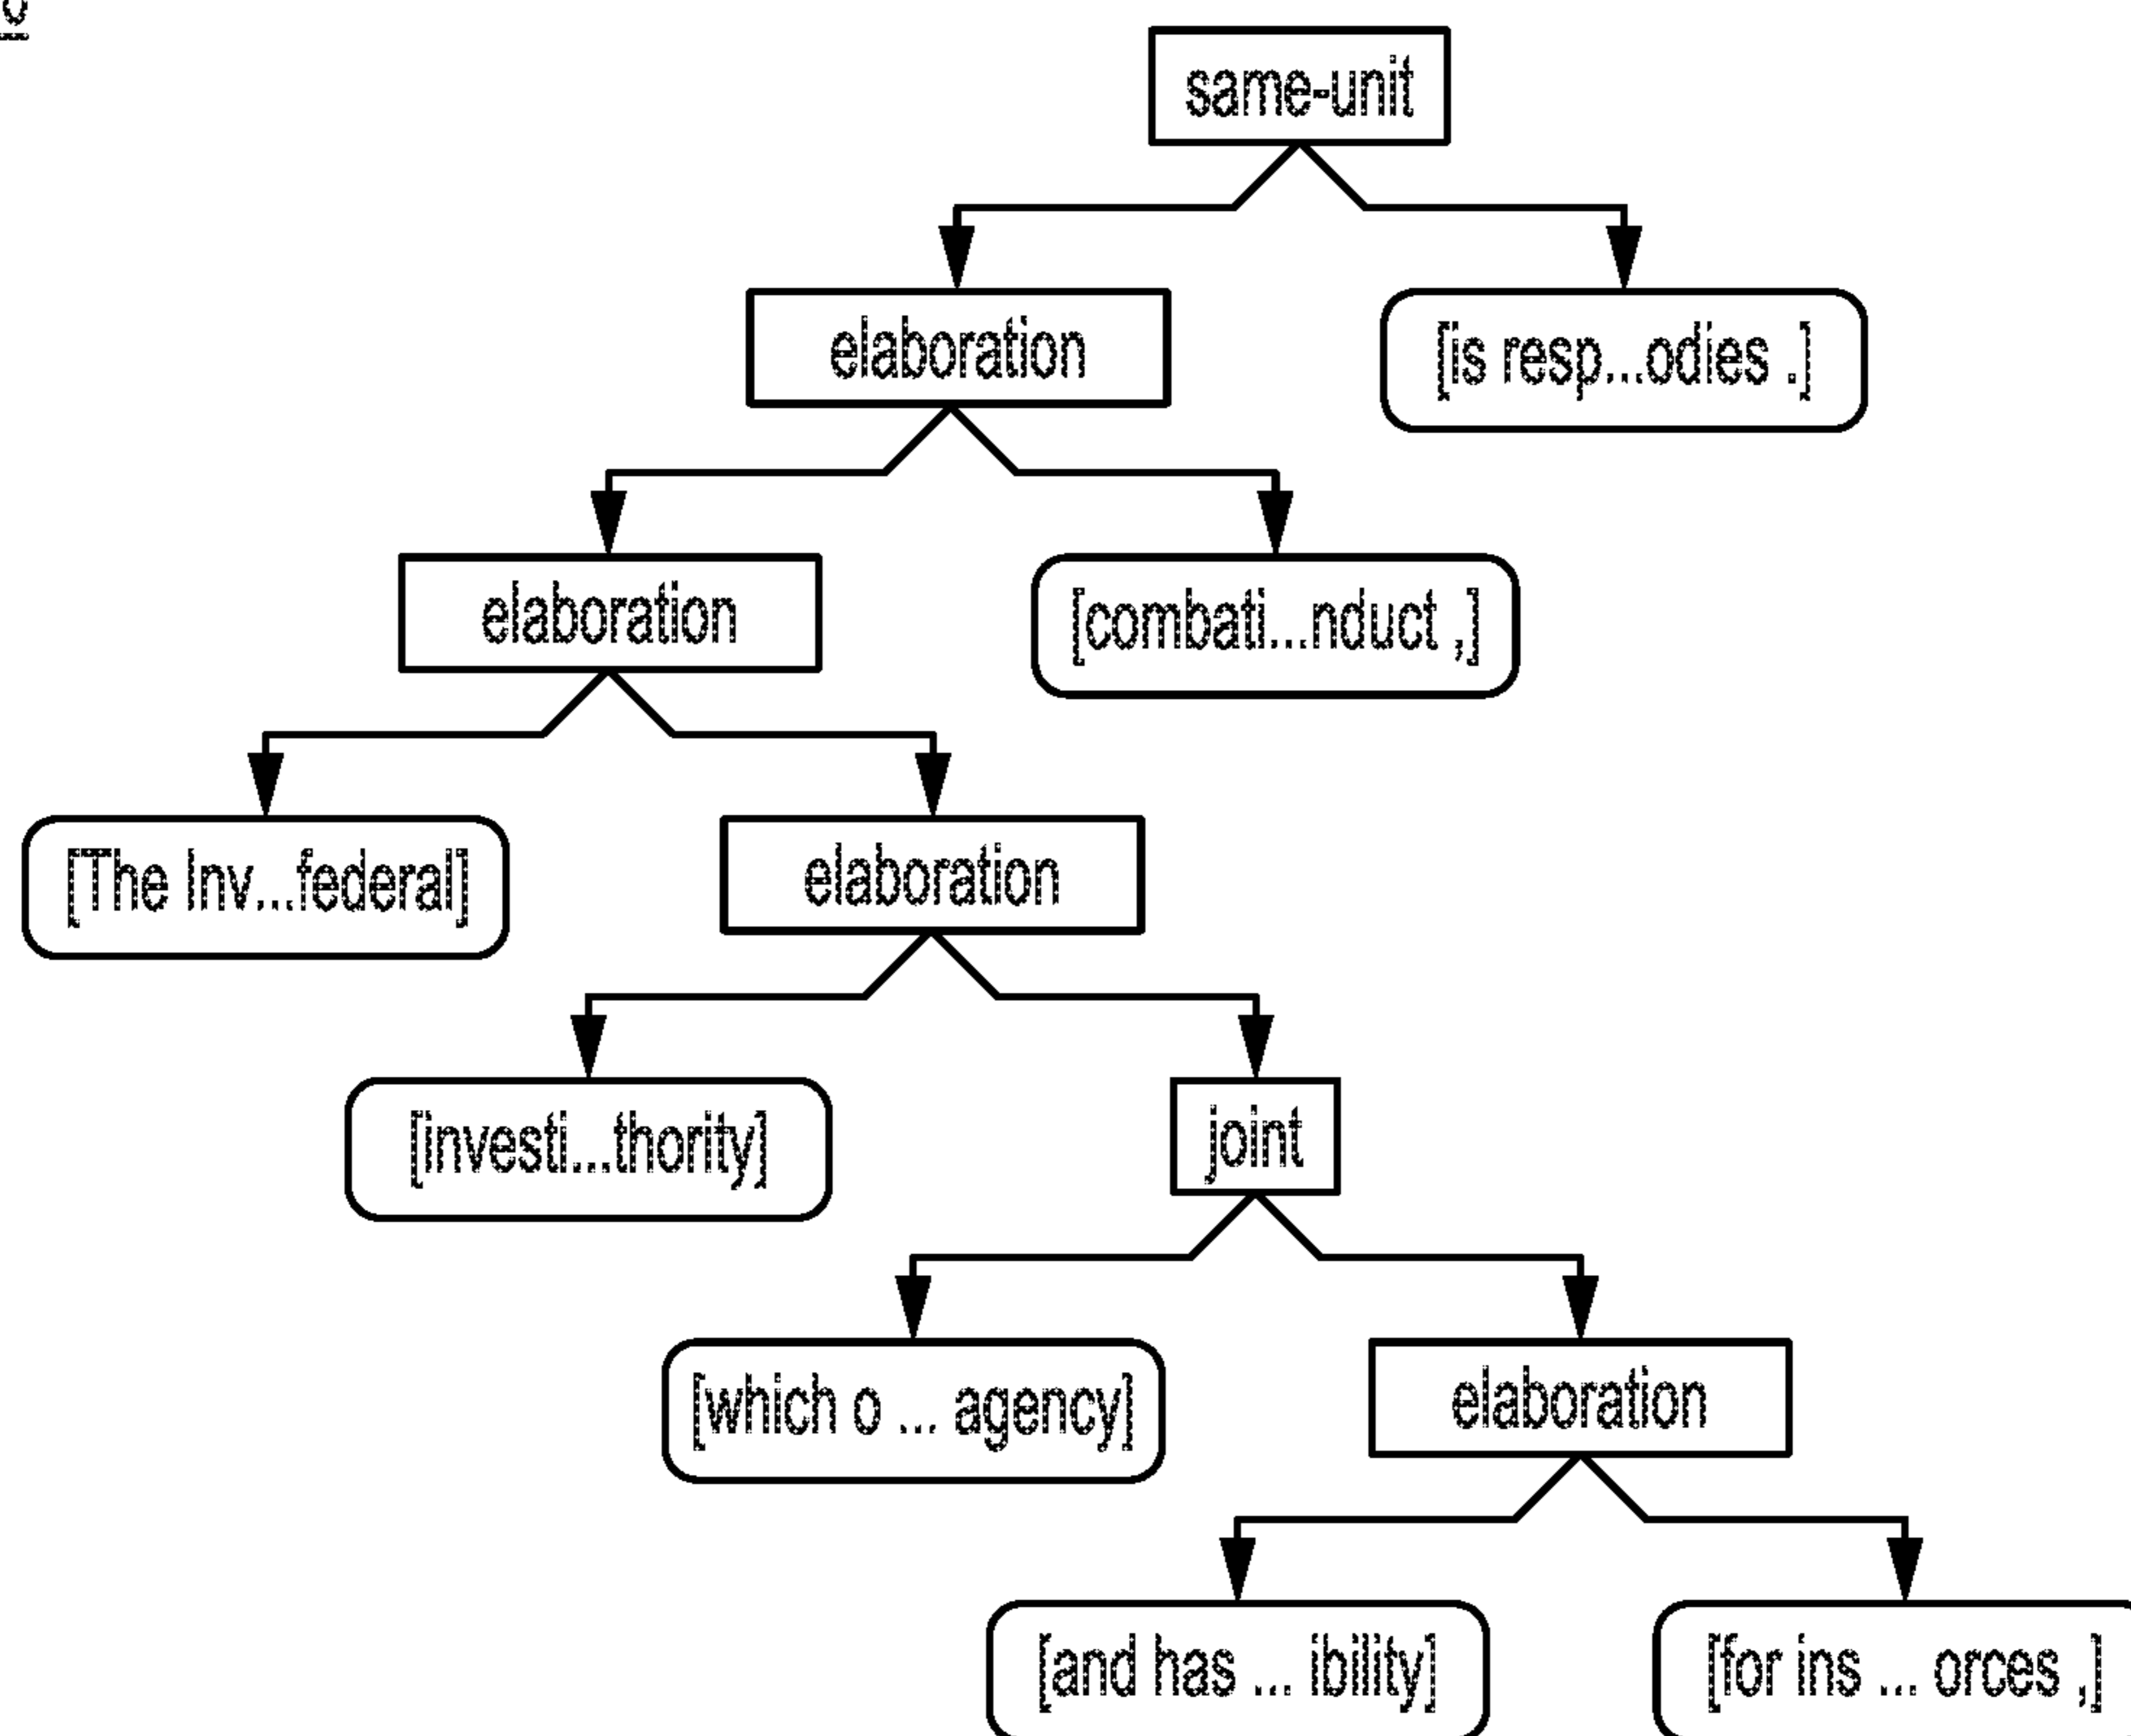 same-unit
elaboration
[is resp...odies .]
elaboration
[combati...nduct ,]
[The Inv...federal]
elaboration
[investi...thority]
joint
[which o ... agency]
elaboration
[and has ... ibility]
[for ins ... orces ,]